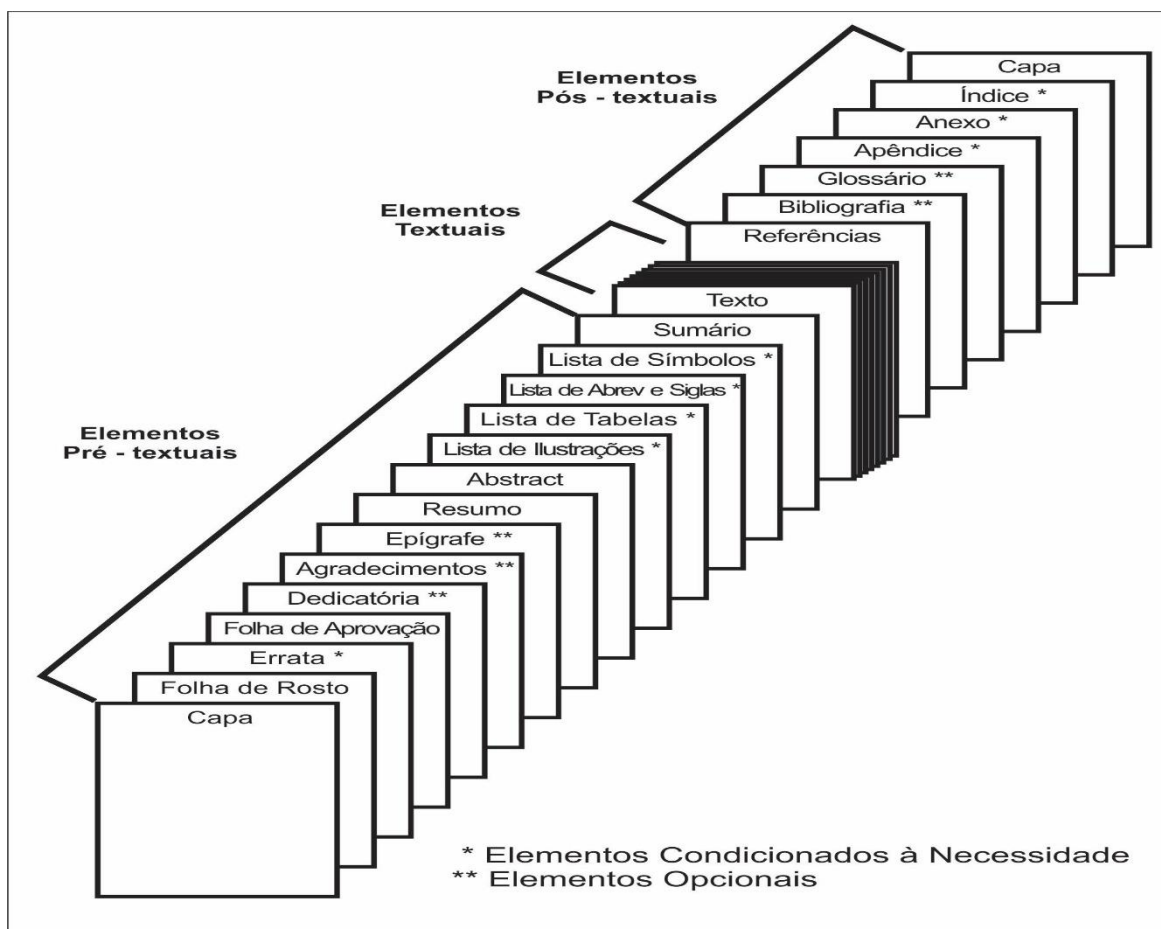 Elementos
Pós - textuais
Capa
Índice *
Anexo *
Apêndice *
Glossário **
Bibliografia **
Referências
Elementos
Textuais
Texto
Sumário
Lista de Símbolos *
Lista de Abrev e Siglas *
Lista de Tabelas *
Lista de Ilustrações *
Abstract
Resumo
Epígrafe **
Agradecimentos **
Dedicatória **
Folha de Aprovação
Errata *
Folha de Rosto
Capa
Elementos
Pré - textuais
* Elementos Condicionados à Necessidade
** Elementos Opcionais